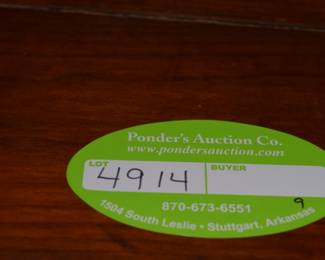 Ponder's Auction Co.
www.pondersauction.com
LOT BUYER
4914
870-673-6551
9
1504 South Leslie • Stuttgart, Arkansas